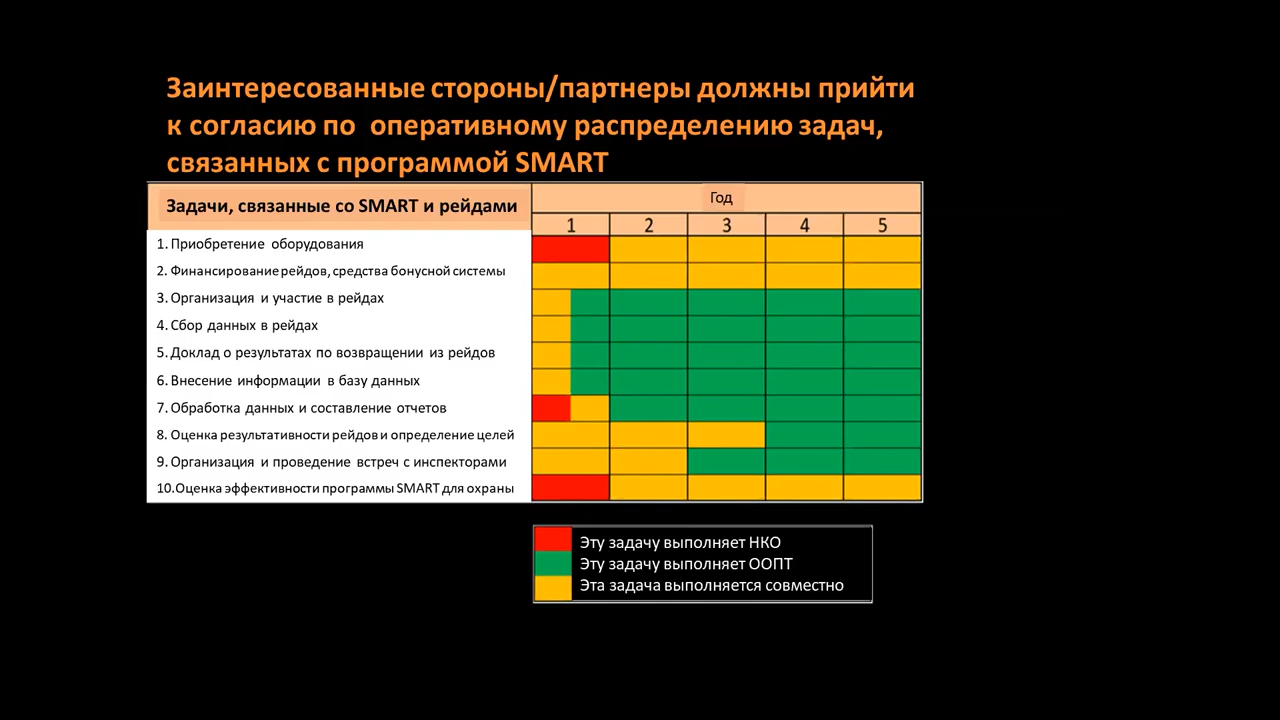 Заинтересованные стороны/партнеры должны прийти
к согласию по оперативному распределению задач,
связанных с программой SMART
Задачи, связанные со SMART и рейдами
Год
1 2 3 4 5
1. Приобретение оборудования
2. Финансирование рейдов, средства бонусной системы
3. Организация и участие в рейдах
4. Сбор данных в рейдах
5. Доклад о результатах по возвращении из рейдов
6. Внесение информации в базу данных
7. Обработка данных и составление отчетов
8. Оценка результативности рейдов и определение целей
9. Организация и проведение встреч с инспекторами
10.Оценка эффективности программы SMART для охраны
Эту задачу выполняет НКО
Эту задачу выполняет ООПТ
Эта задача выполняется совместно